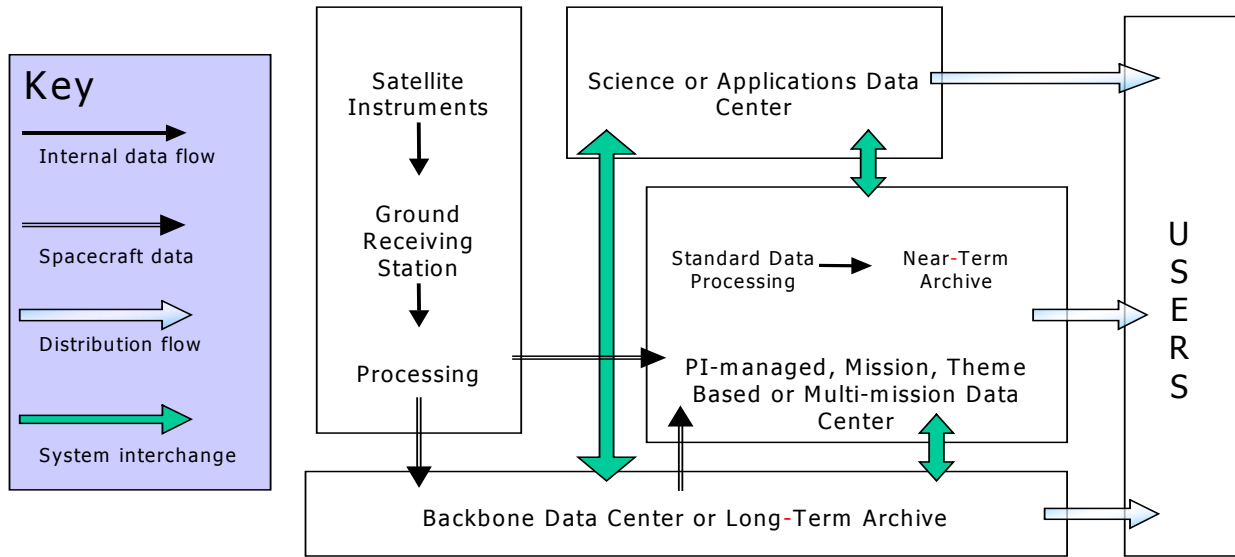 Key
Internal data flow
Spacecraft data
Distribution flow
System interchange
Satellite
Instruments
Ground
Receiving
Station
Processing
Science or Applications Data
Center
Standard Data
Processing
Near-Term
Archive
PI-managed, Mission, Theme
Based or Multi-mission Data
Center
Backbone Data Center or Long-Term Archive
U
S
E
R
S